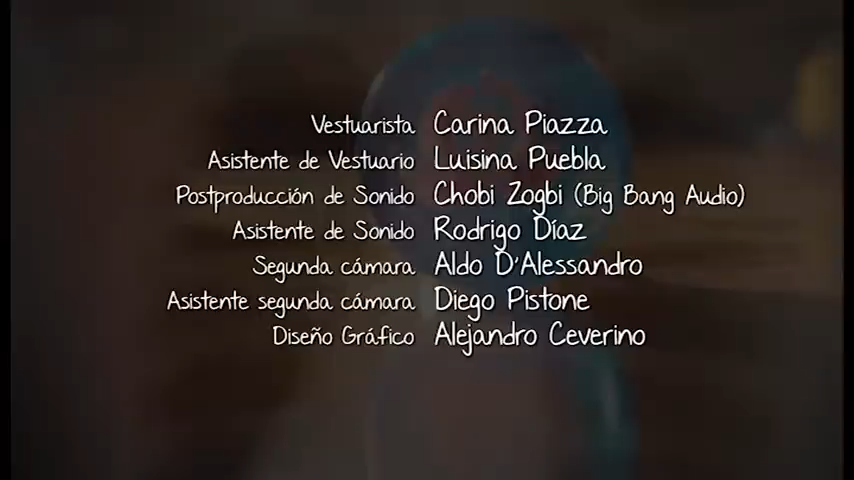 Vestuarista Carina Piazza
Asistente de Vestuario Luisina Puebla
Postproducción de Sonido Chobi Zogbi (Big Bang Audio)
Asistente de Sonido Rodrigo Díaz
Segunda cámara Aldo D'Alessandro
Asistente segunda cámara Diego Pistone
Diseño Gráfico Alejandro Ceverino